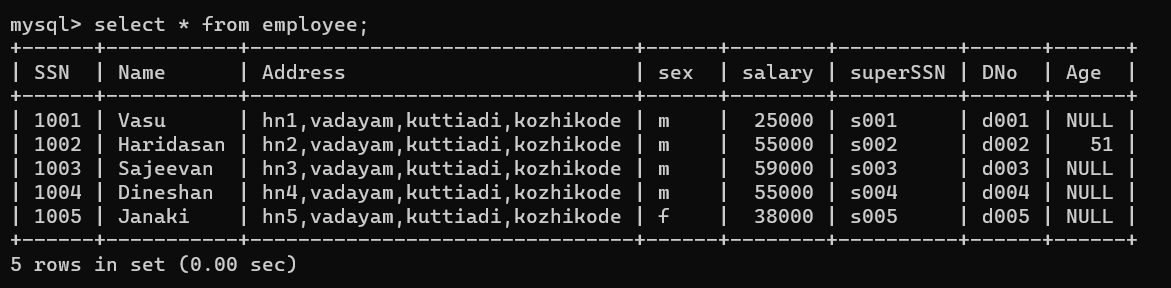 mysql> select * from employee;
+------+-----------+--------------------------------+------+--------+----------+------+------+
| SSN  | Name      | Address                        | sex  | salary | superSSN | DNo  | Age  |
+------+-----------+--------------------------------+------+--------+----------+------+------+
| 1001 | Vasu      | hn1,vadayam,kuttiadi,kozhikode | m    |  25000 | s001     | d001 | NULL |
| 1002 | Haridasan | hn2,vadayam,kuttiadi,kozhikode | m    |  55000 | s002     | d002 |   51 |
| 1003 | Sajeevan  | hn3,vadayam,kuttiadi,kozhikode | m    |  59000 | s003     | d003 | NULL |
| 1004 | Dineshan  | hn4,vadayam,kuttiadi,kozhikode | m    |  55000 | s004     | d004 | NULL |
| 1005 | Janaki    | hn5,vadayam,kuttiadi,kozhikode | f    |  38000 | s005     | d005 | NULL |
+------+-----------+--------------------------------+------+--------+----------+------+------+
5 rows in set (0.00 sec)